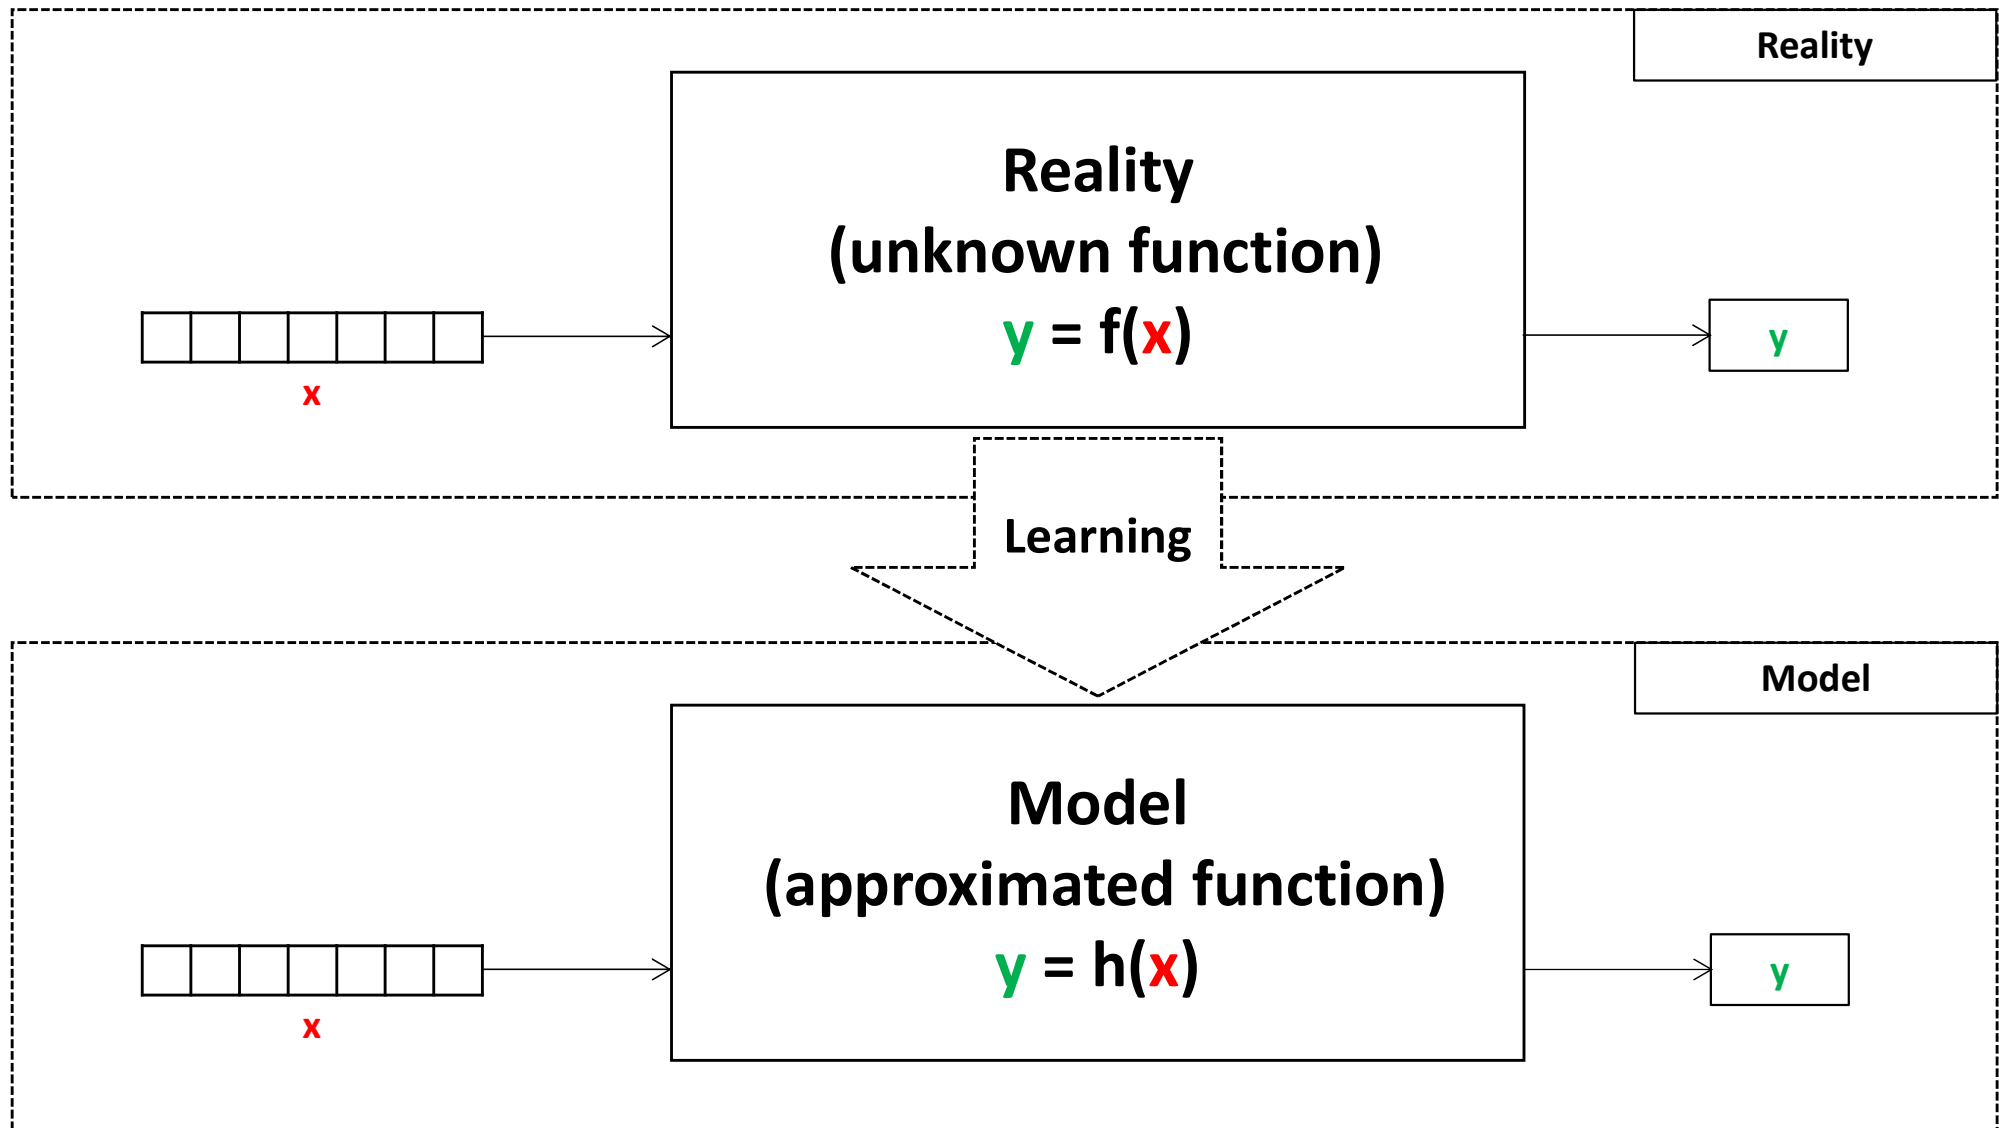 Reality
Reality
(unknown function)
y = f(x)
x
y
Learning
Model
Model
(approximated function)
y = h(x)
x
y